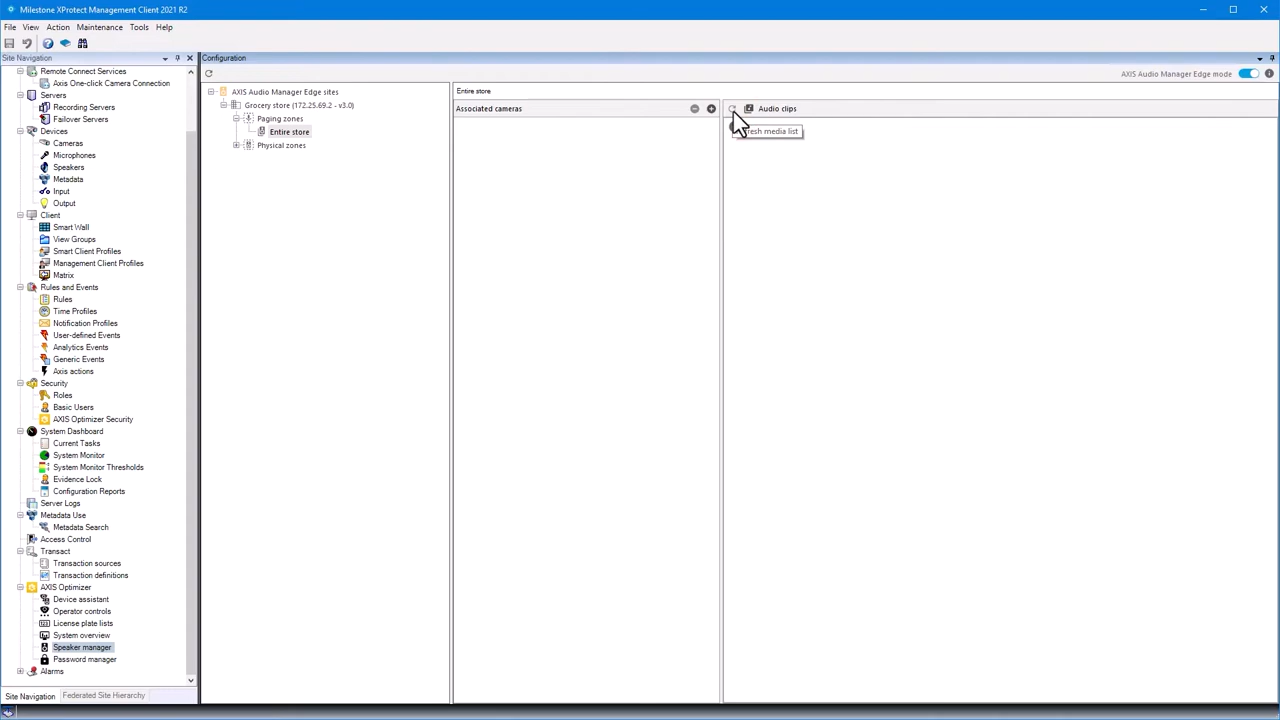 Milestone XProtect Management Client 2021 R2
File View Action Maintenance Tools Help
Site Navigation
Remote Connect Services
Axis One-click Camera Connection
Servers
Recording Servers
Failover Servers
Devices
Cameras
Microphones
Speakers
Metadata
Input
Output
Client
Smart Wall
View Groups
Smart Client Profiles
Management Client Profiles
Matrix
Rules and Events
Rules
Time Profiles
Notification Profiles
User-defined Events
Analytics Events
Generic Events
Axis actions
Security
Roles
Basic Users
AXIS Optimizer Security
System Dashboard
Current Tasks
System Monitor
System Monitor Thresholds
Evidence Lock
Configuration Reports
Server Logs
Metadata Use
Metadata Search
Access Control
Transact
Transaction sources
Transaction definitions
AXIS Optimizer
Device assistant
Operator controls
License plate lists
System overview
Speaker manager
Password manager
Alarms
Site Navigation Federated Site Hierarchy
Configuration
AXIS Audio Manager Edge mode
AXIS Audio Manager Edge sites
Grocery store (172.25.69.2 - v3.0)
Paging zones
Entire store
Physical zones
Entire store
Associated cameras
Audio clips
media list